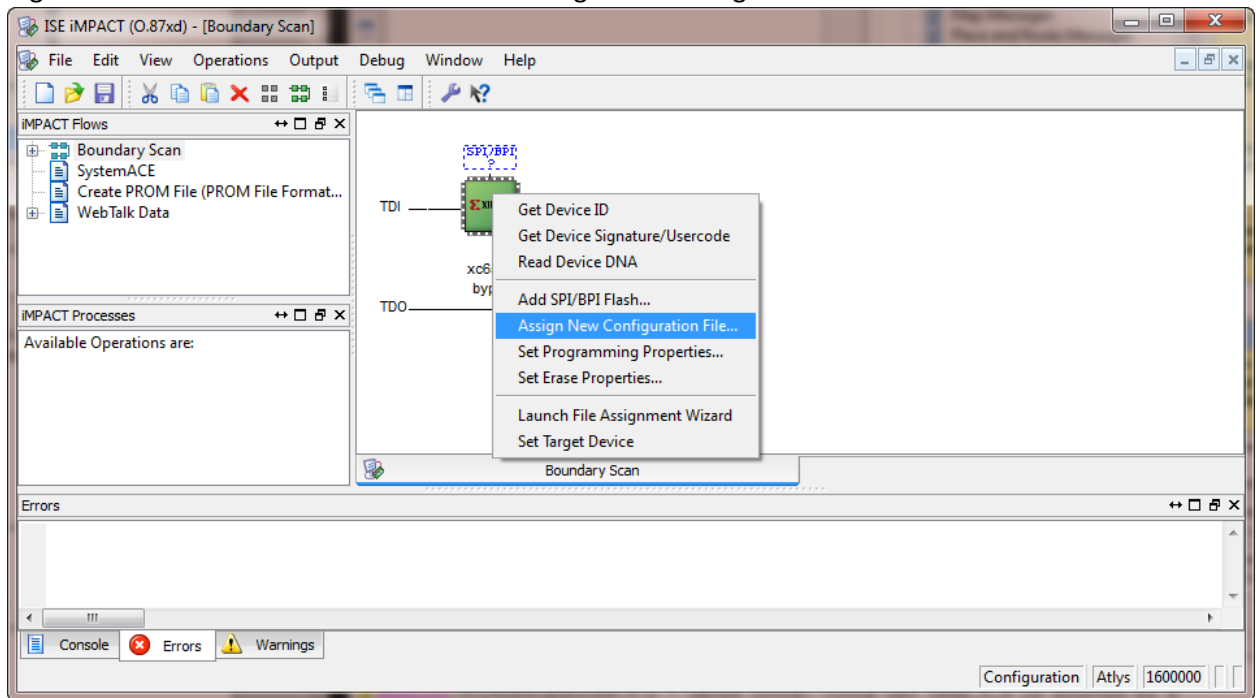 ISE iMPACT (O.87xd) - [Boundary Scan]
File Edit View Operations Output Debug Window Help
iMPACT Flows
Boundary Scan
SystemACE
Create PROM File (PROM File Format...
WebTalk Data
SPI/BPI
?
TDI
Get Device ID
Get Device Signature/Usercode
Read Device DNA
Add SPI/BPI Flash...
Assign New Configuration File...
Set Programming Properties...
Set Erase Properties...
Launch File Assignment Wizard
Set Target Device
xc6
byp
TDO
iMPACT Processes
Available Operations are:
Boundary Scan
Errors
Console Errors Warnings
Configuration Atlys 1600000